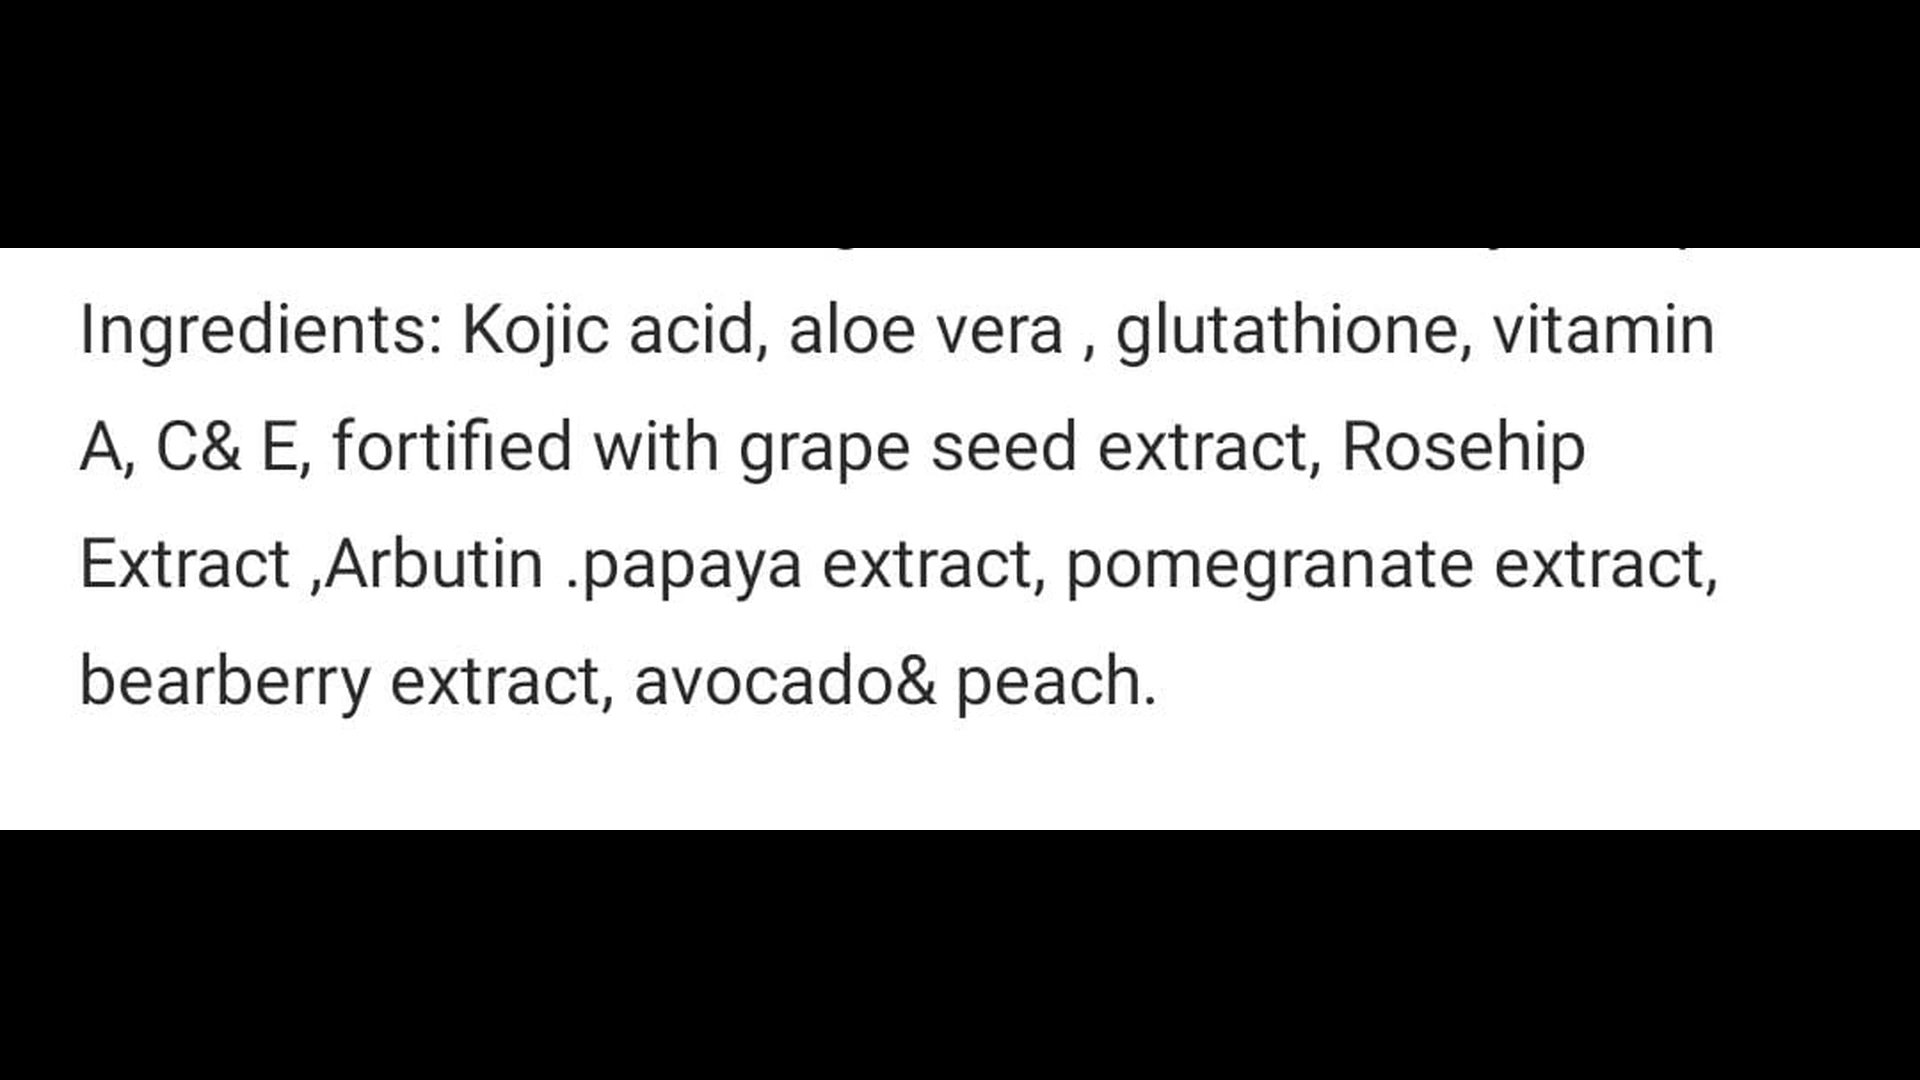 Ingredients: Kojic acid, aloe vera , glutathione, vitamin
A, C& E, fortified with grape seed extract, Rosehip
Extract ,Arbutin .papaya extract, pomegranate extract,
bearberry extract, avocado& peach.